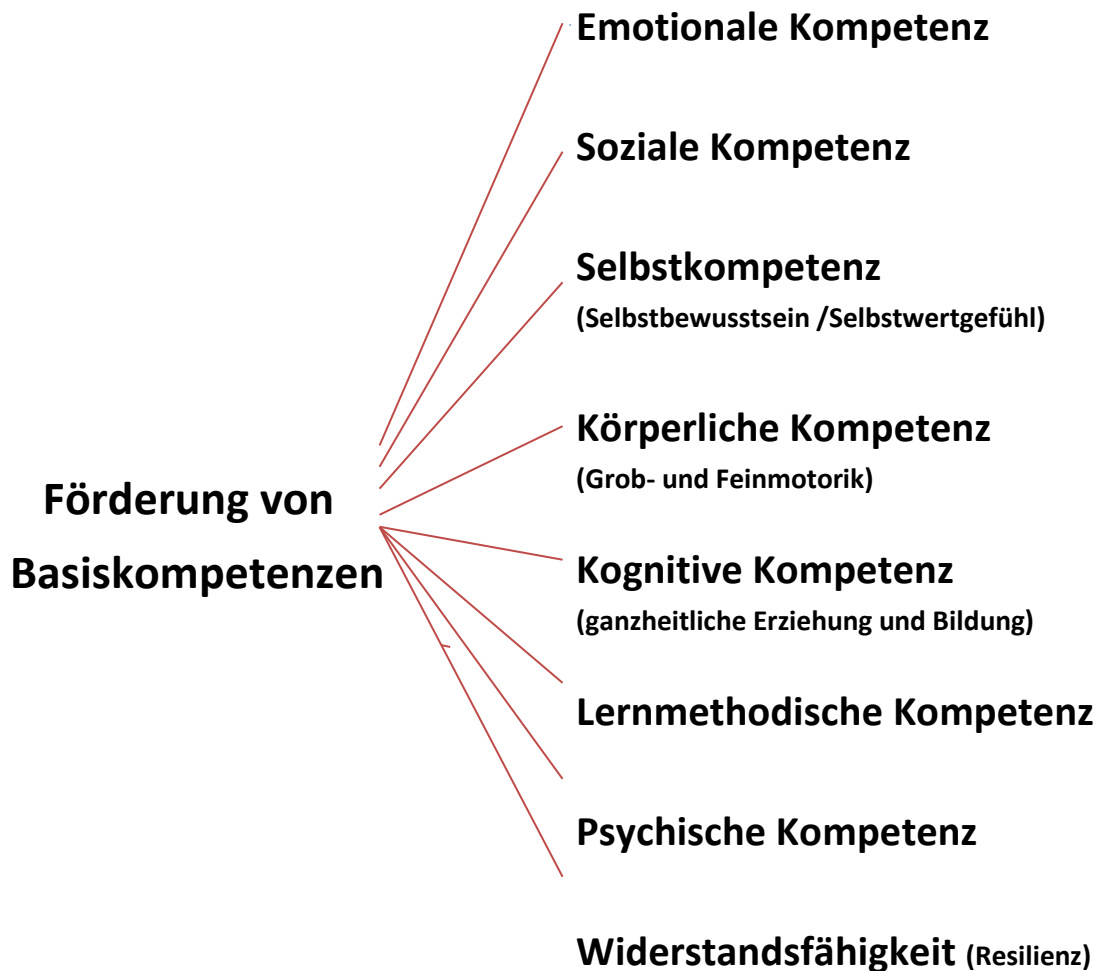 Emotionale Kompetenz
Soziale Kompetenz
Selbstkompetenz
(Selbstbewusstsein /Selbstwertgefühl)
Körperliche Kompetenz
(Grob- und Feinmotorik)
Förderung von
Basiskompetenzen
Kognitive Kompetenz
(ganzheitliche Erziehung und Bildung)
Lernmethodische Kompetenz
Psychische Kompetenz
Widerstandsfähigkeit (Resilienz)